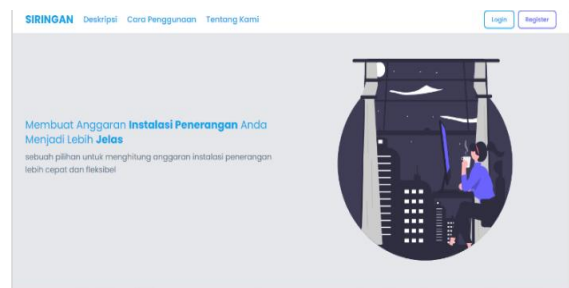 SIRINGAN Deskripsi Cara Penggunaan Tentang Kami Login Register
Membuat Anggaran Instalasi Penerangan Anda
Menjadi Lebih Jelas
sebuah pilihan untuk menghitung anggaran instalasi penerangan
lebih cepat dan fleksibel